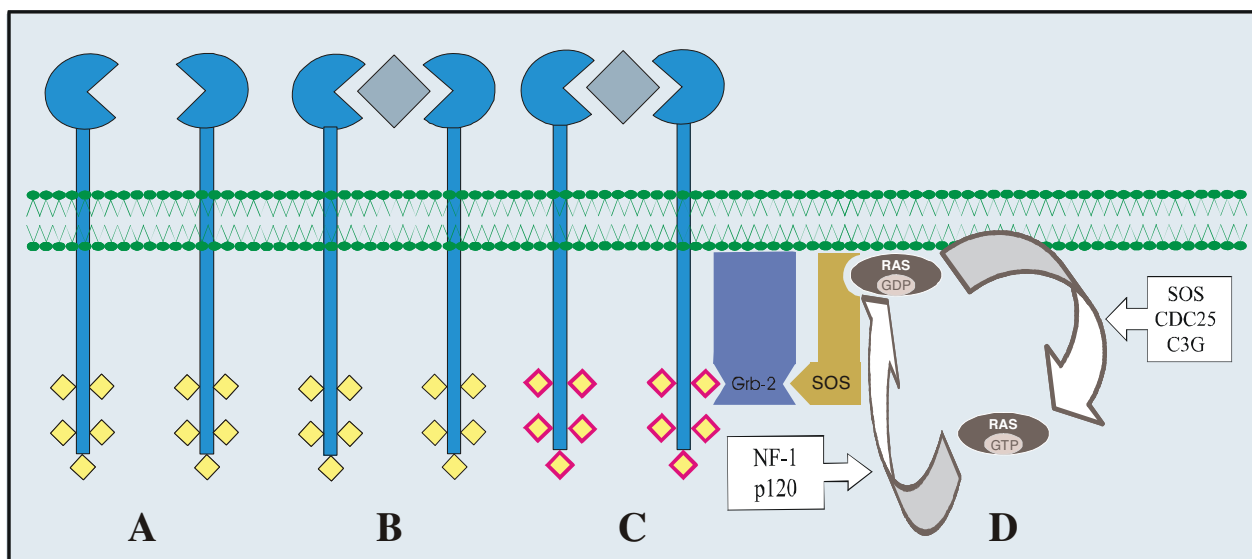 RAS
GDP
SOS
CDC25
C3G
Grb-2
SOS
RAS
GTP
NF-1
p120
A
B
C
D